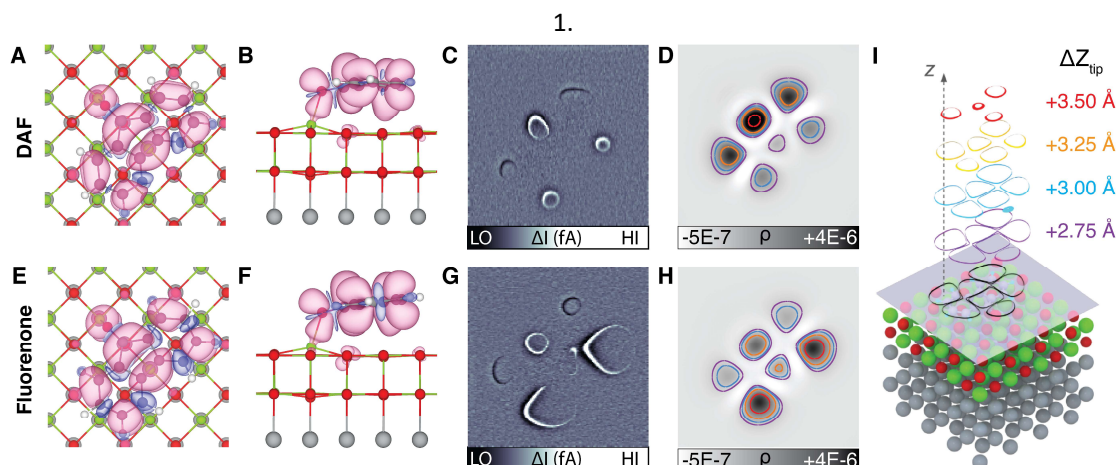 1.
A
B
C
D
I
DAF
z
ΔZtip
+3.50 Å
+3.25 Å
+3.00 Å
+2.75 Å
LO ΔI (fA) HI
-5E-7 ρ +4E-6
E
F
G
H
Fluorenone
LO ΔI (fA) HI
-5E-7 ρ +4E-6